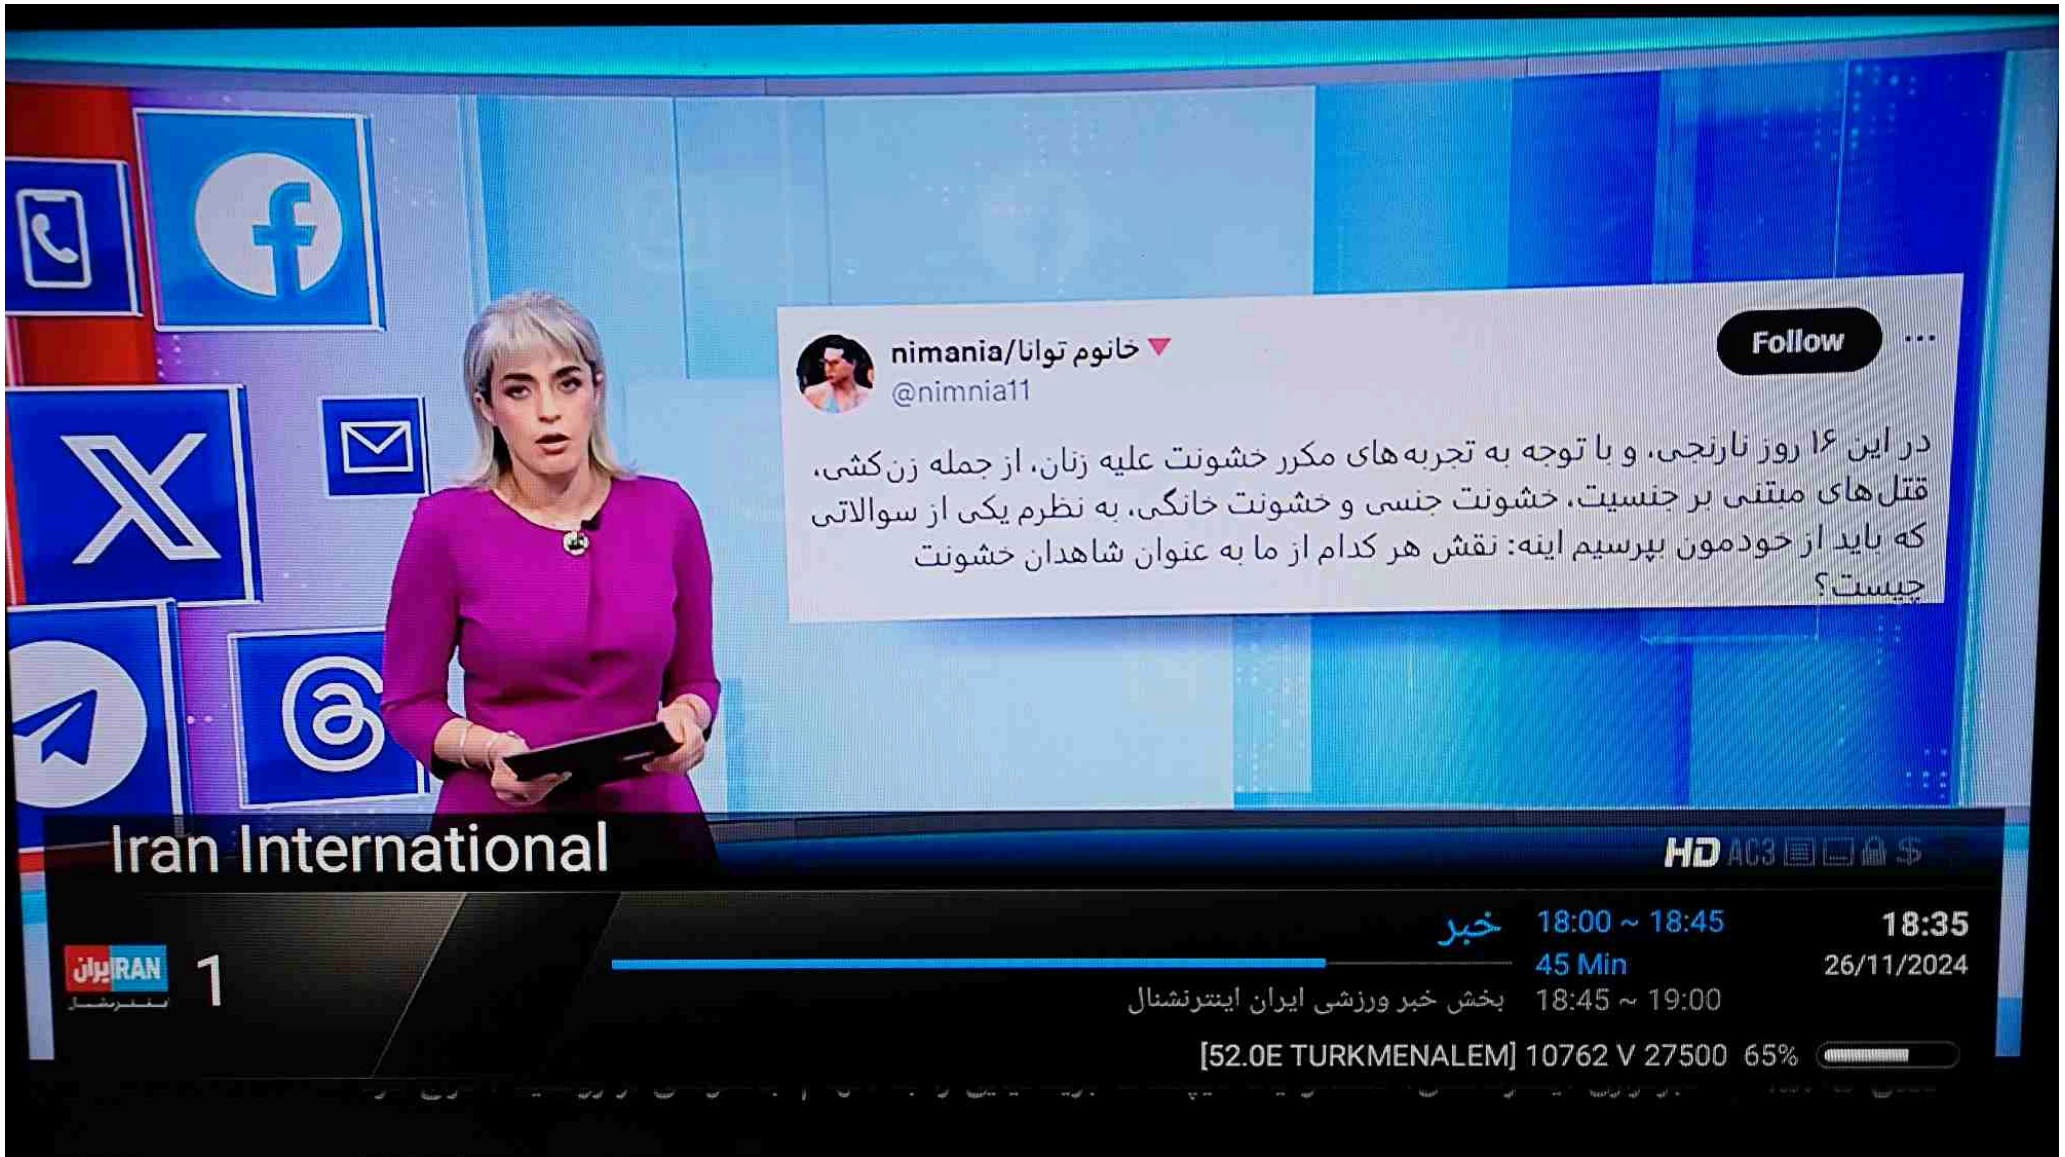 nimania/خانوم توانا
@nimnia11
Follow
در این ۱۶ روز نارنجی، و با توجه به تجربه‌های مکرر خشونت علیه زنان، از جمله زن‌کشی،
قتل‌های مبتنی بر جنسیت، خشونت جنسی و خشونت خانگی، به نظرم یکی از سوالاتی
که باید از خودمون بپرسیم اینه: نقش هر کدام از ما به عنوان شاهدان خشونت
چیست؟
Iran International
HD AC3
خبر 18:00 ~ 18:45
18:35
45 Min
26/11/2024
ایران IRAN
اینترنشنال
1
بخش خبر ورزشی ایران اینترنشنال 18:45 ~ 19:00
[52.0E TURKMENALEM] 10762 V 27500 65%